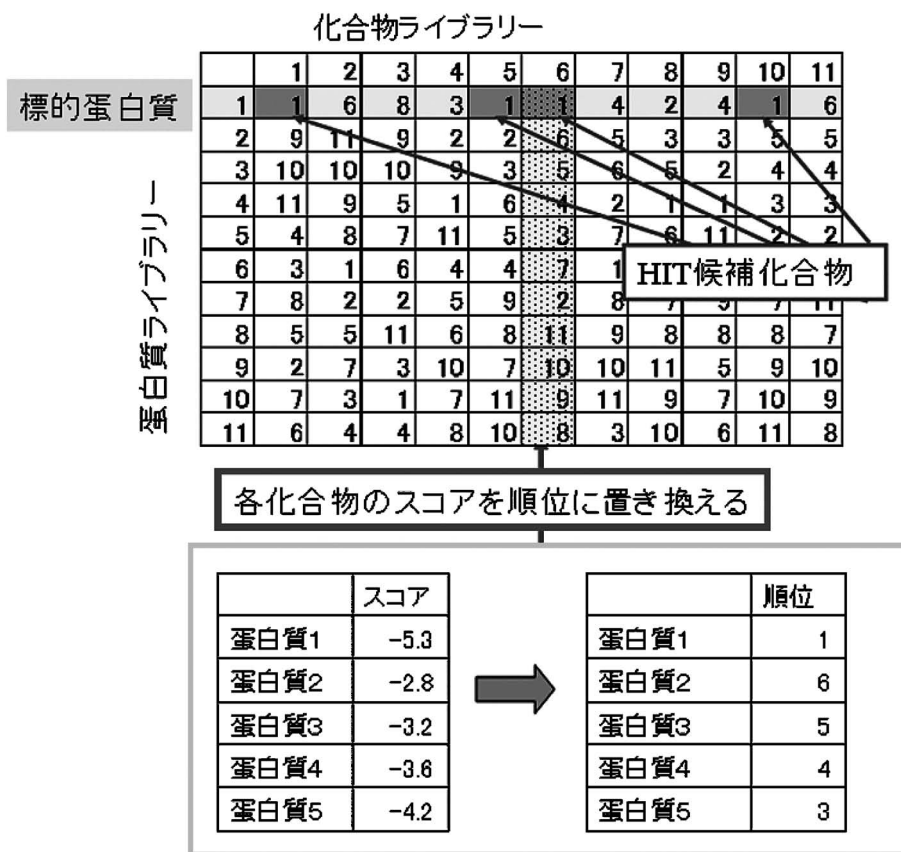 化合物ライブラリー
1 2 3 4 5 6 7 8 9 10 11
標的蛋白質
1 1 6 8 3 1 1 4 2 4 1 6
2 9 11 9 2 2 6 5 3 3 5 5
3 10 10 10 9 3 5 6 5 2 4 4
4 11 9 5 1 6 4 2 1 1 3 3
5 4 8 7 11 5 3 7 6 11 2 2
6 3 1 6 4 4 7 1
HIT候補化合物
7 8 2 2 5 9 2 8 7 9 7 11
8 5 5 11 6 8 11 9 8 8 8 7
9 2 7 3 10 7 10 10 11 5 9 10
10 7 3 1 7 11 9 11 9 7 10 9
11 6 4 4 8 10 8 3 10 6 11 8
蛋白質ライブラリー
各化合物のスコアを順位に置き換える
スコア
蛋白質1 -5.3
蛋白質2 -2.8
蛋白質3 -3.2
蛋白質4 -3.6
蛋白質5 -4.2
順位
蛋白質1 1
蛋白質2 6
蛋白質3 5
蛋白質4 4
蛋白質5 3